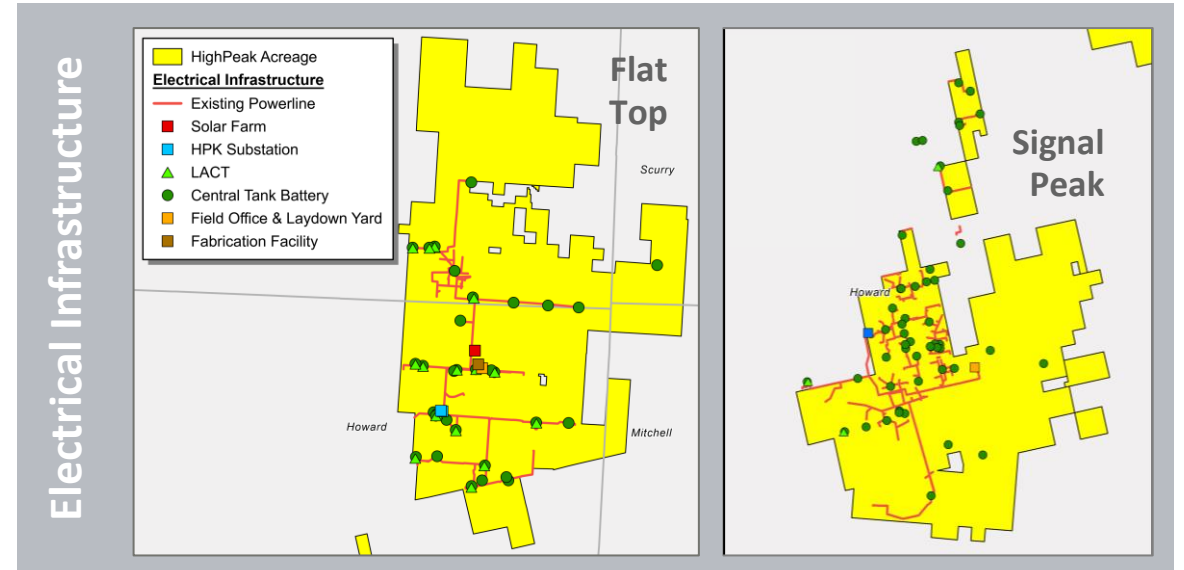 Electrical Infrastructure
HighPeak Acreage
Electrical Infrastructure
Existing Powerline
Solar Farm
HPK Substation
LACT
Central Tank Battery
Field Office & Laydown Yard
Fabrication Facility
Flat
Top
Scurry
Howard
Mitchell
Signal
Peak
Howard